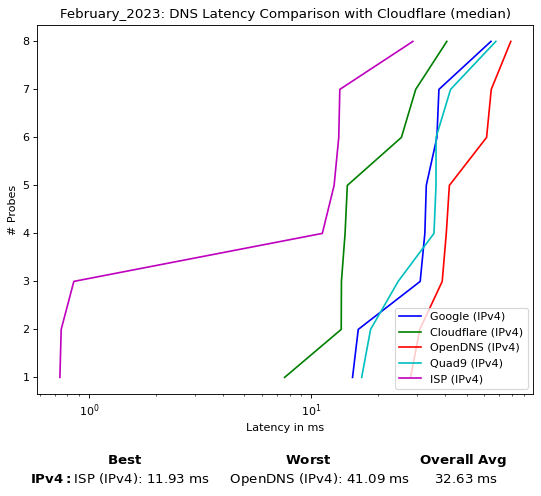 February_2023: DNS Latency Comparison with Cloudflare (median)
8
7
6
5
4
3
2
1
# Probes
10⁰ 10¹
Latency in ms
Google (IPv4)
Cloudflare (IPv4)
OpenDNS (IPv4)
Quad9 (IPv4)
ISP (IPv4)
Best Worst Overall Avg
IPv4: ISP (IPv4): 11.93 ms OpenDNS (IPv4): 41.09 ms 32.63 ms